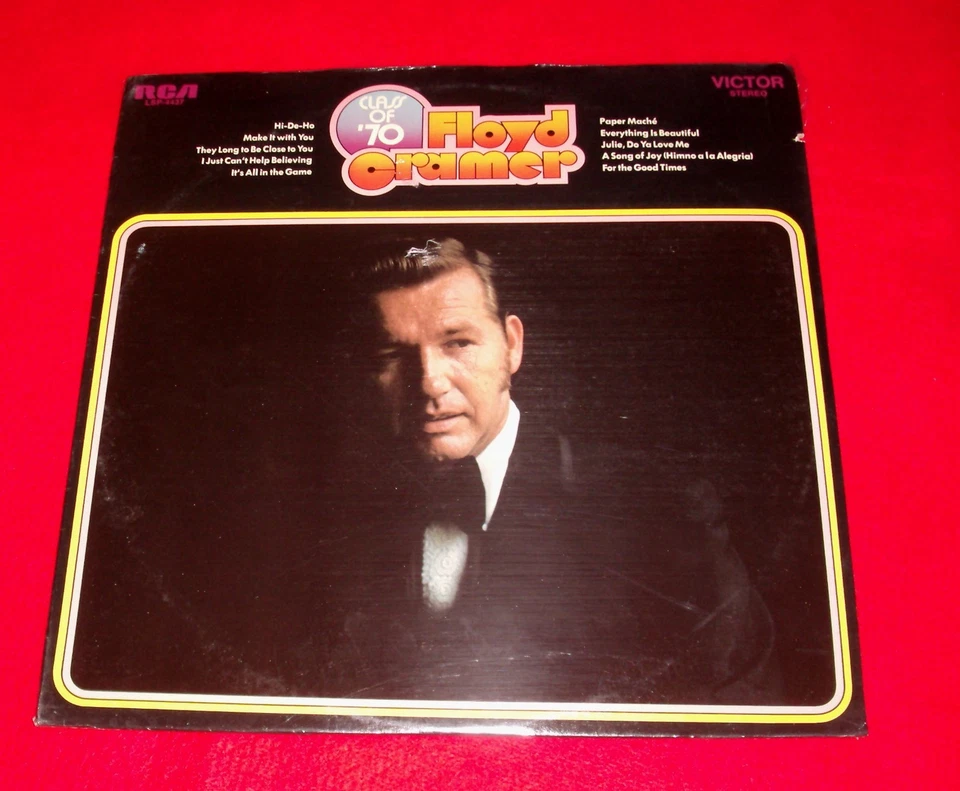 RCA
LSP-4437
Hi-De-Ho
Make It with You
They Long to Be Close to You
I Just Can't Help Believing
It's All in the Game
CLASS
OF
'70
Floyd
Cramer
VICTOR
STEREO
Paper Maché
Everything Is Beautiful
Julie, Do Ya Love Me
A Song of Joy (Himno a la Alegria)
For the Good Times